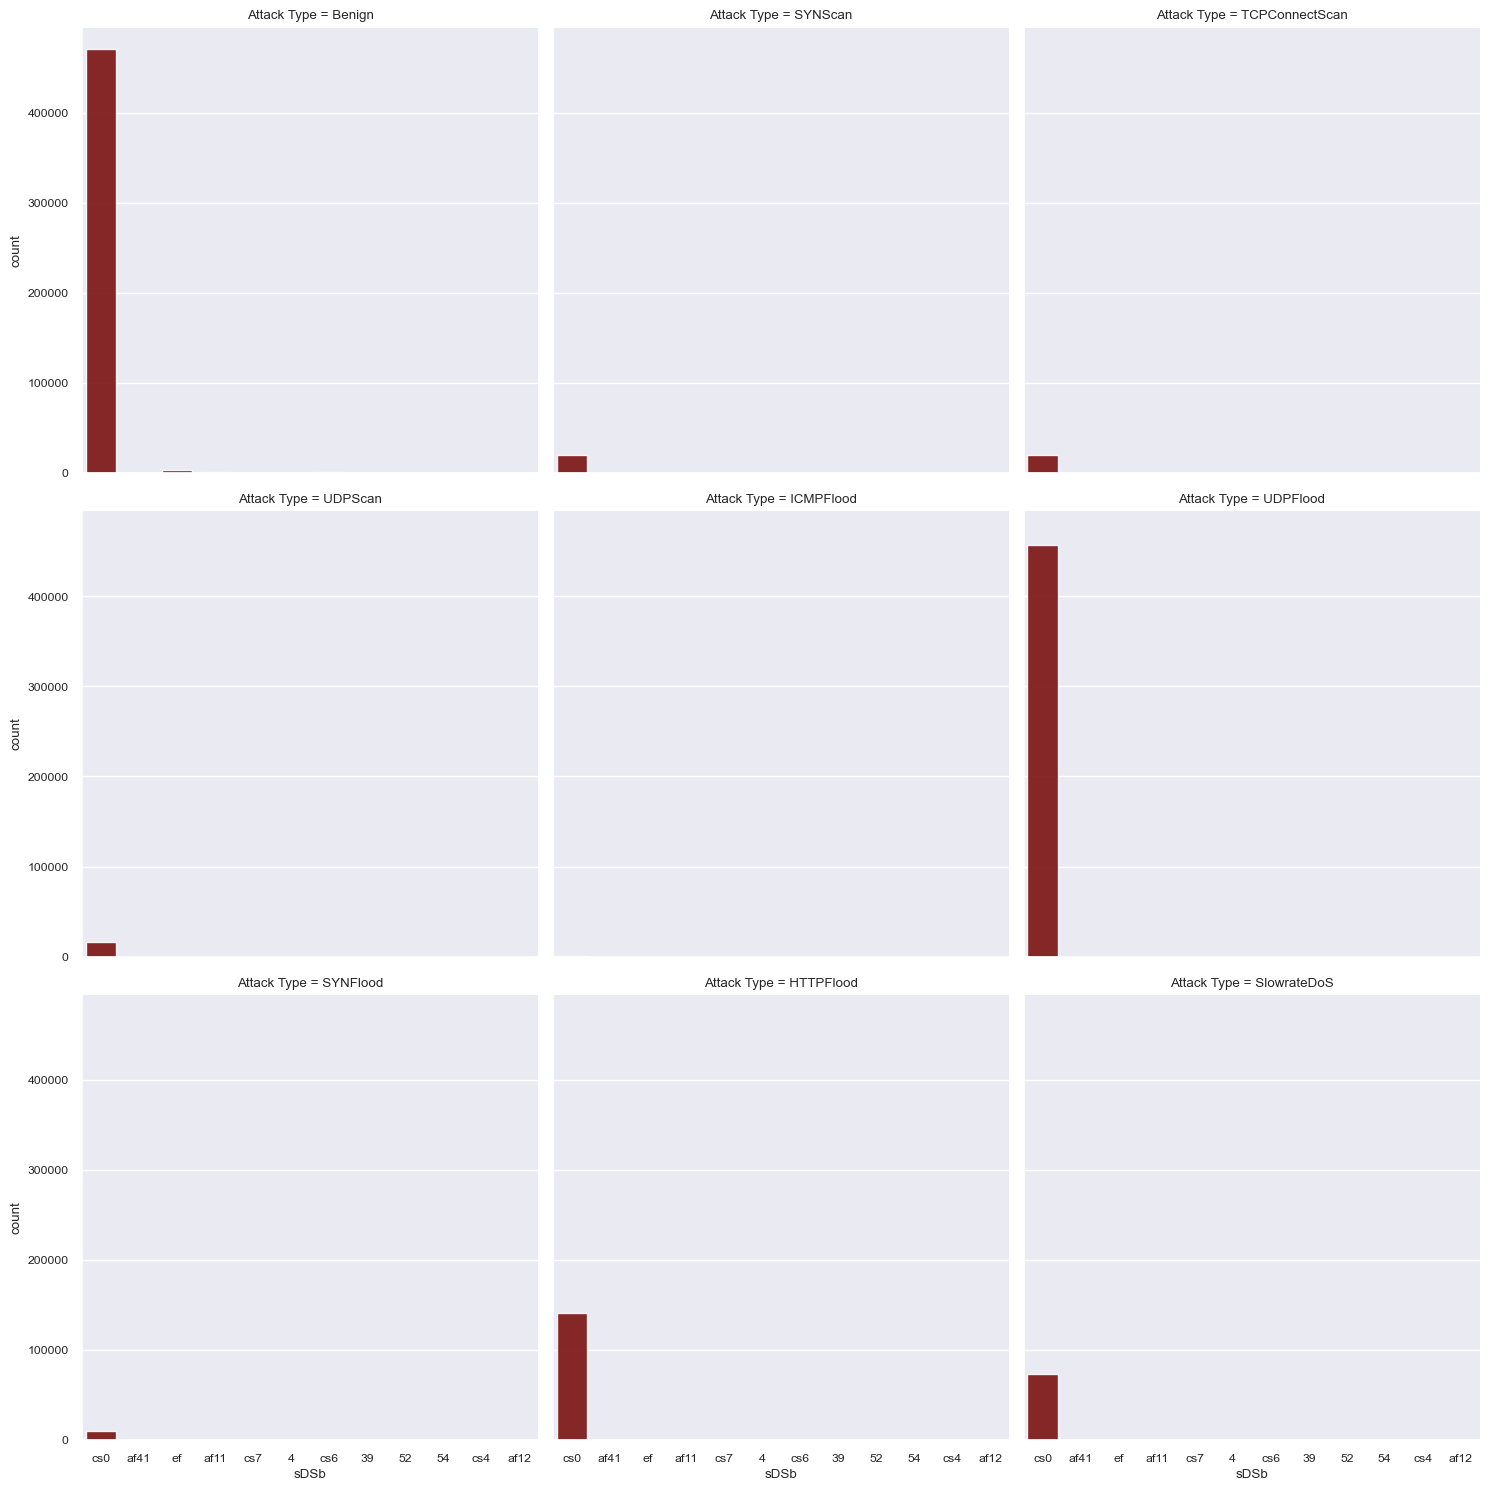 Attack Type = Benign
Attack Type = SYNScan
Attack Type = TCPConnectScan
400000
300000
200000
100000
0
count
Attack Type = UDPScan
Attack Type = ICMPFlood
Attack Type = UDPFlood
400000
300000
200000
100000
0
count
Attack Type = SYNFlood
Attack Type = HTTPFlood
Attack Type = SlowrateDoS
400000
300000
200000
100000
0
count
cs0 af41 ef af11 cs7 4 cs6 39 52 54 cs4 af12
sDSb
cs0 af41 ef af11 cs7 4 cs6 39 52 54 cs4 af12
sDSb
cs0 af41 ef af11 cs7 4 cs6 39 52 54 cs4 af12
sDSb